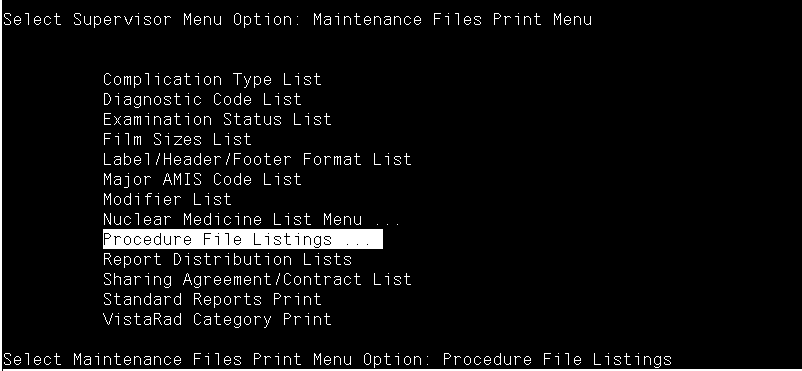 Select Supervisor Menu Option: Maintenance Files Print Menu
Complication Type List
Diagnostic Code List
Examination Status List
Film Sizes List
Label/Header/Footer Format List
Major AMIS Code List
Modifier List
Nuclear Medicine List Menu ...
Procedure File Listings ...
Report Distribution Lists
Sharing Agreement/Contract List
Standard Reports Print
VistaRad Category Print
Select Maintenance Files Print Menu Option: Procedure File Listings